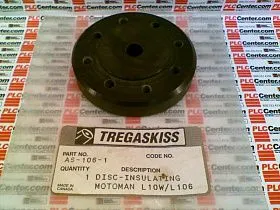 TREGASKISS
PART NO. CODE NO.
AS-106-1
QUANTITY DESCRIPTION
1 DISC-INSULATING
MADE IN CANADA MOTOMAN L10W/L106
PLCCenter.com